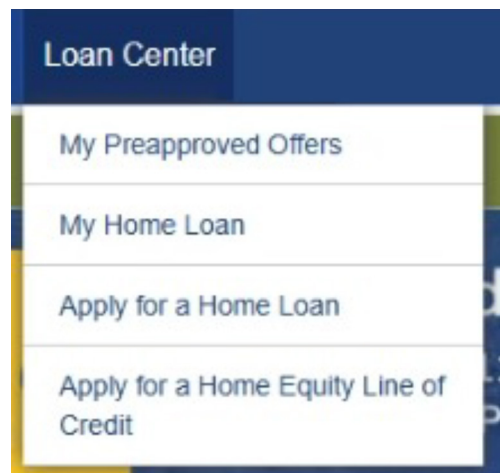 Loan Center
My Preapproved Offers
My Home Loan
Apply for a Home Loan
Apply for a Home Equity Line of
Credit